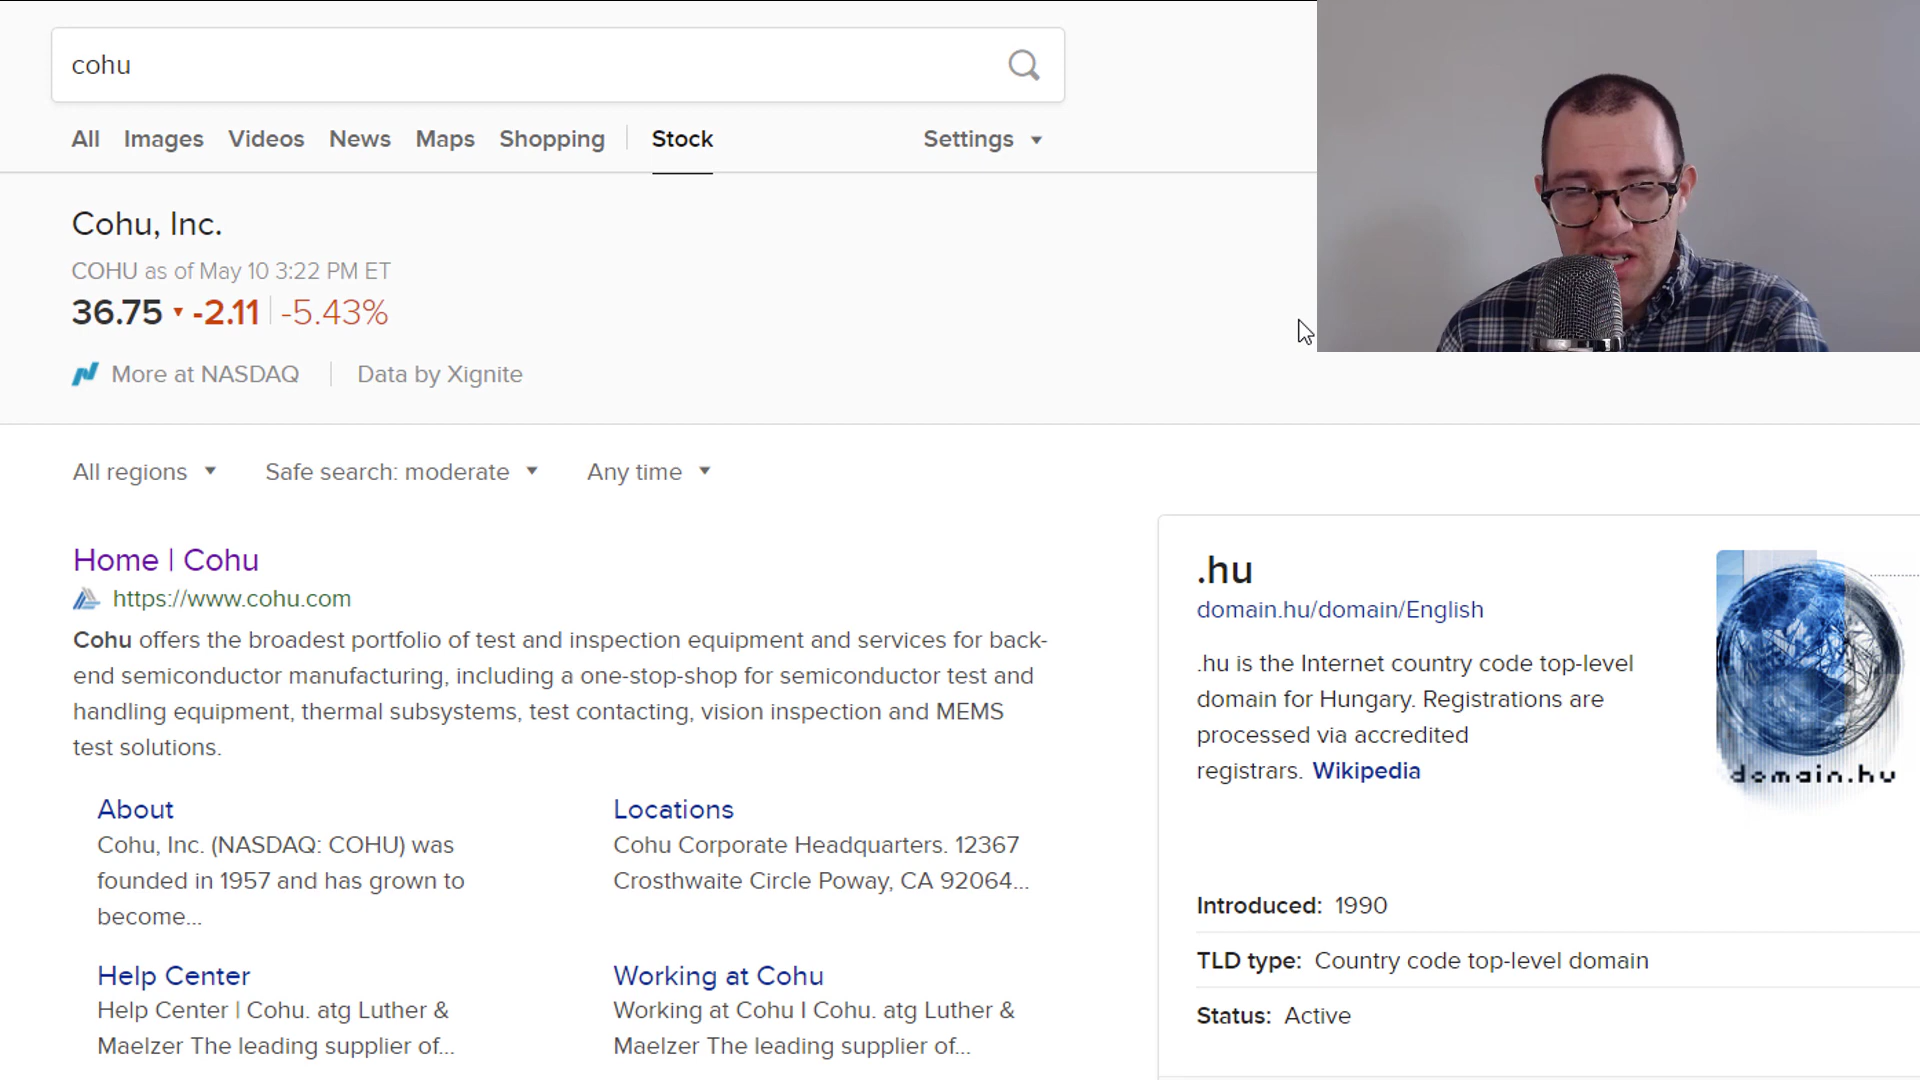 cohu
All Images Videos News Maps Shopping Stock Settings
Cohu, Inc.
COHU as of May 10 3:22 PM ET
36.75 ▼ -2.11 -5.43%
More at NASDAQ Data by Xignite
All regions Safe search: moderate Any time
Home | Cohu
https://www.cohu.com
Cohu offers the broadest portfolio of test and inspection equipment and services for back-
end semiconductor manufacturing, including a one-stop-shop for semiconductor test and
handling equipment, thermal subsystems, test contacting, vision inspection and MEMS
test solutions.
About
Cohu, Inc. (NASDAQ: COHU) was
founded in 1957 and has grown to
become...
Locations
Cohu Corporate Headquarters. 12367
Crosthwaite Circle Poway, CA 92064...
Help Center
Help Center | Cohu. atg Luther &
Maelzer The leading supplier of...
Working at Cohu
Working at Cohu I Cohu. atg Luther &
Maelzer The leading supplier of...
.hu
domain.hu/domain/English
.hu is the Internet country code top-level
domain for Hungary. Registrations are
processed via accredited
registrars. Wikipedia
domain.hu
Introduced: 1990
TLD type: Country code top-level domain
Status: Active